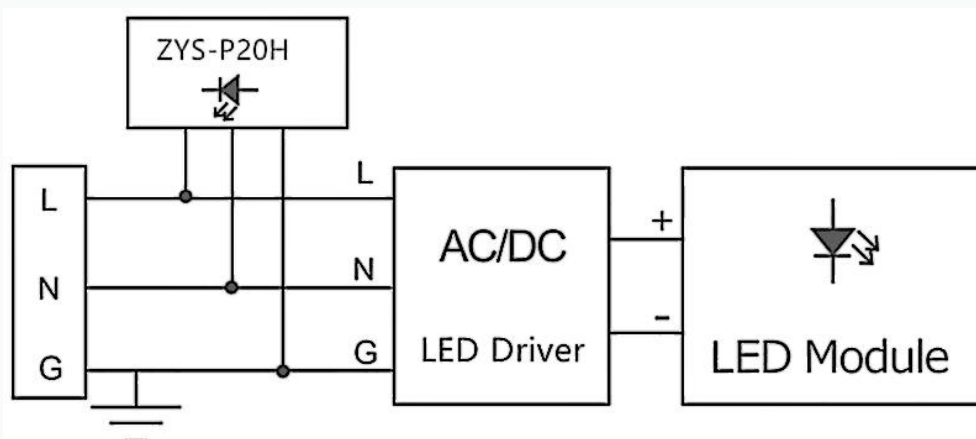 ZYS-P20H
L
N
G
L
N
G
AC/DC
LED Driver
+
-
LED Module